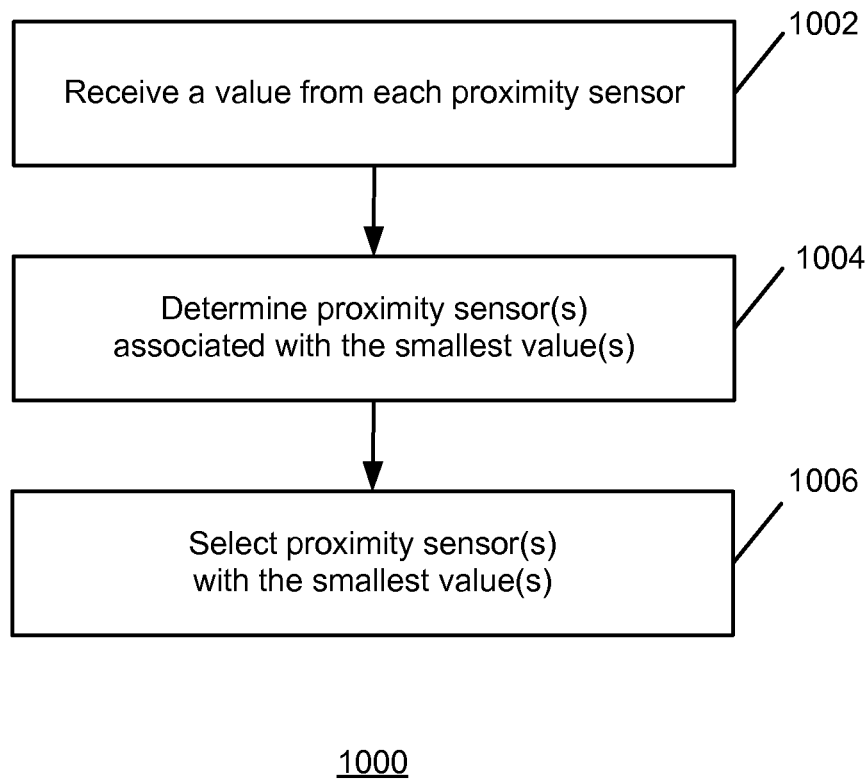 1002
Receive a value from each proximity sensor
1004
Determine proximity sensor(s)
associated with the smallest value(s)
1006
Select proximity sensor(s)
with the smallest value(s)
1000